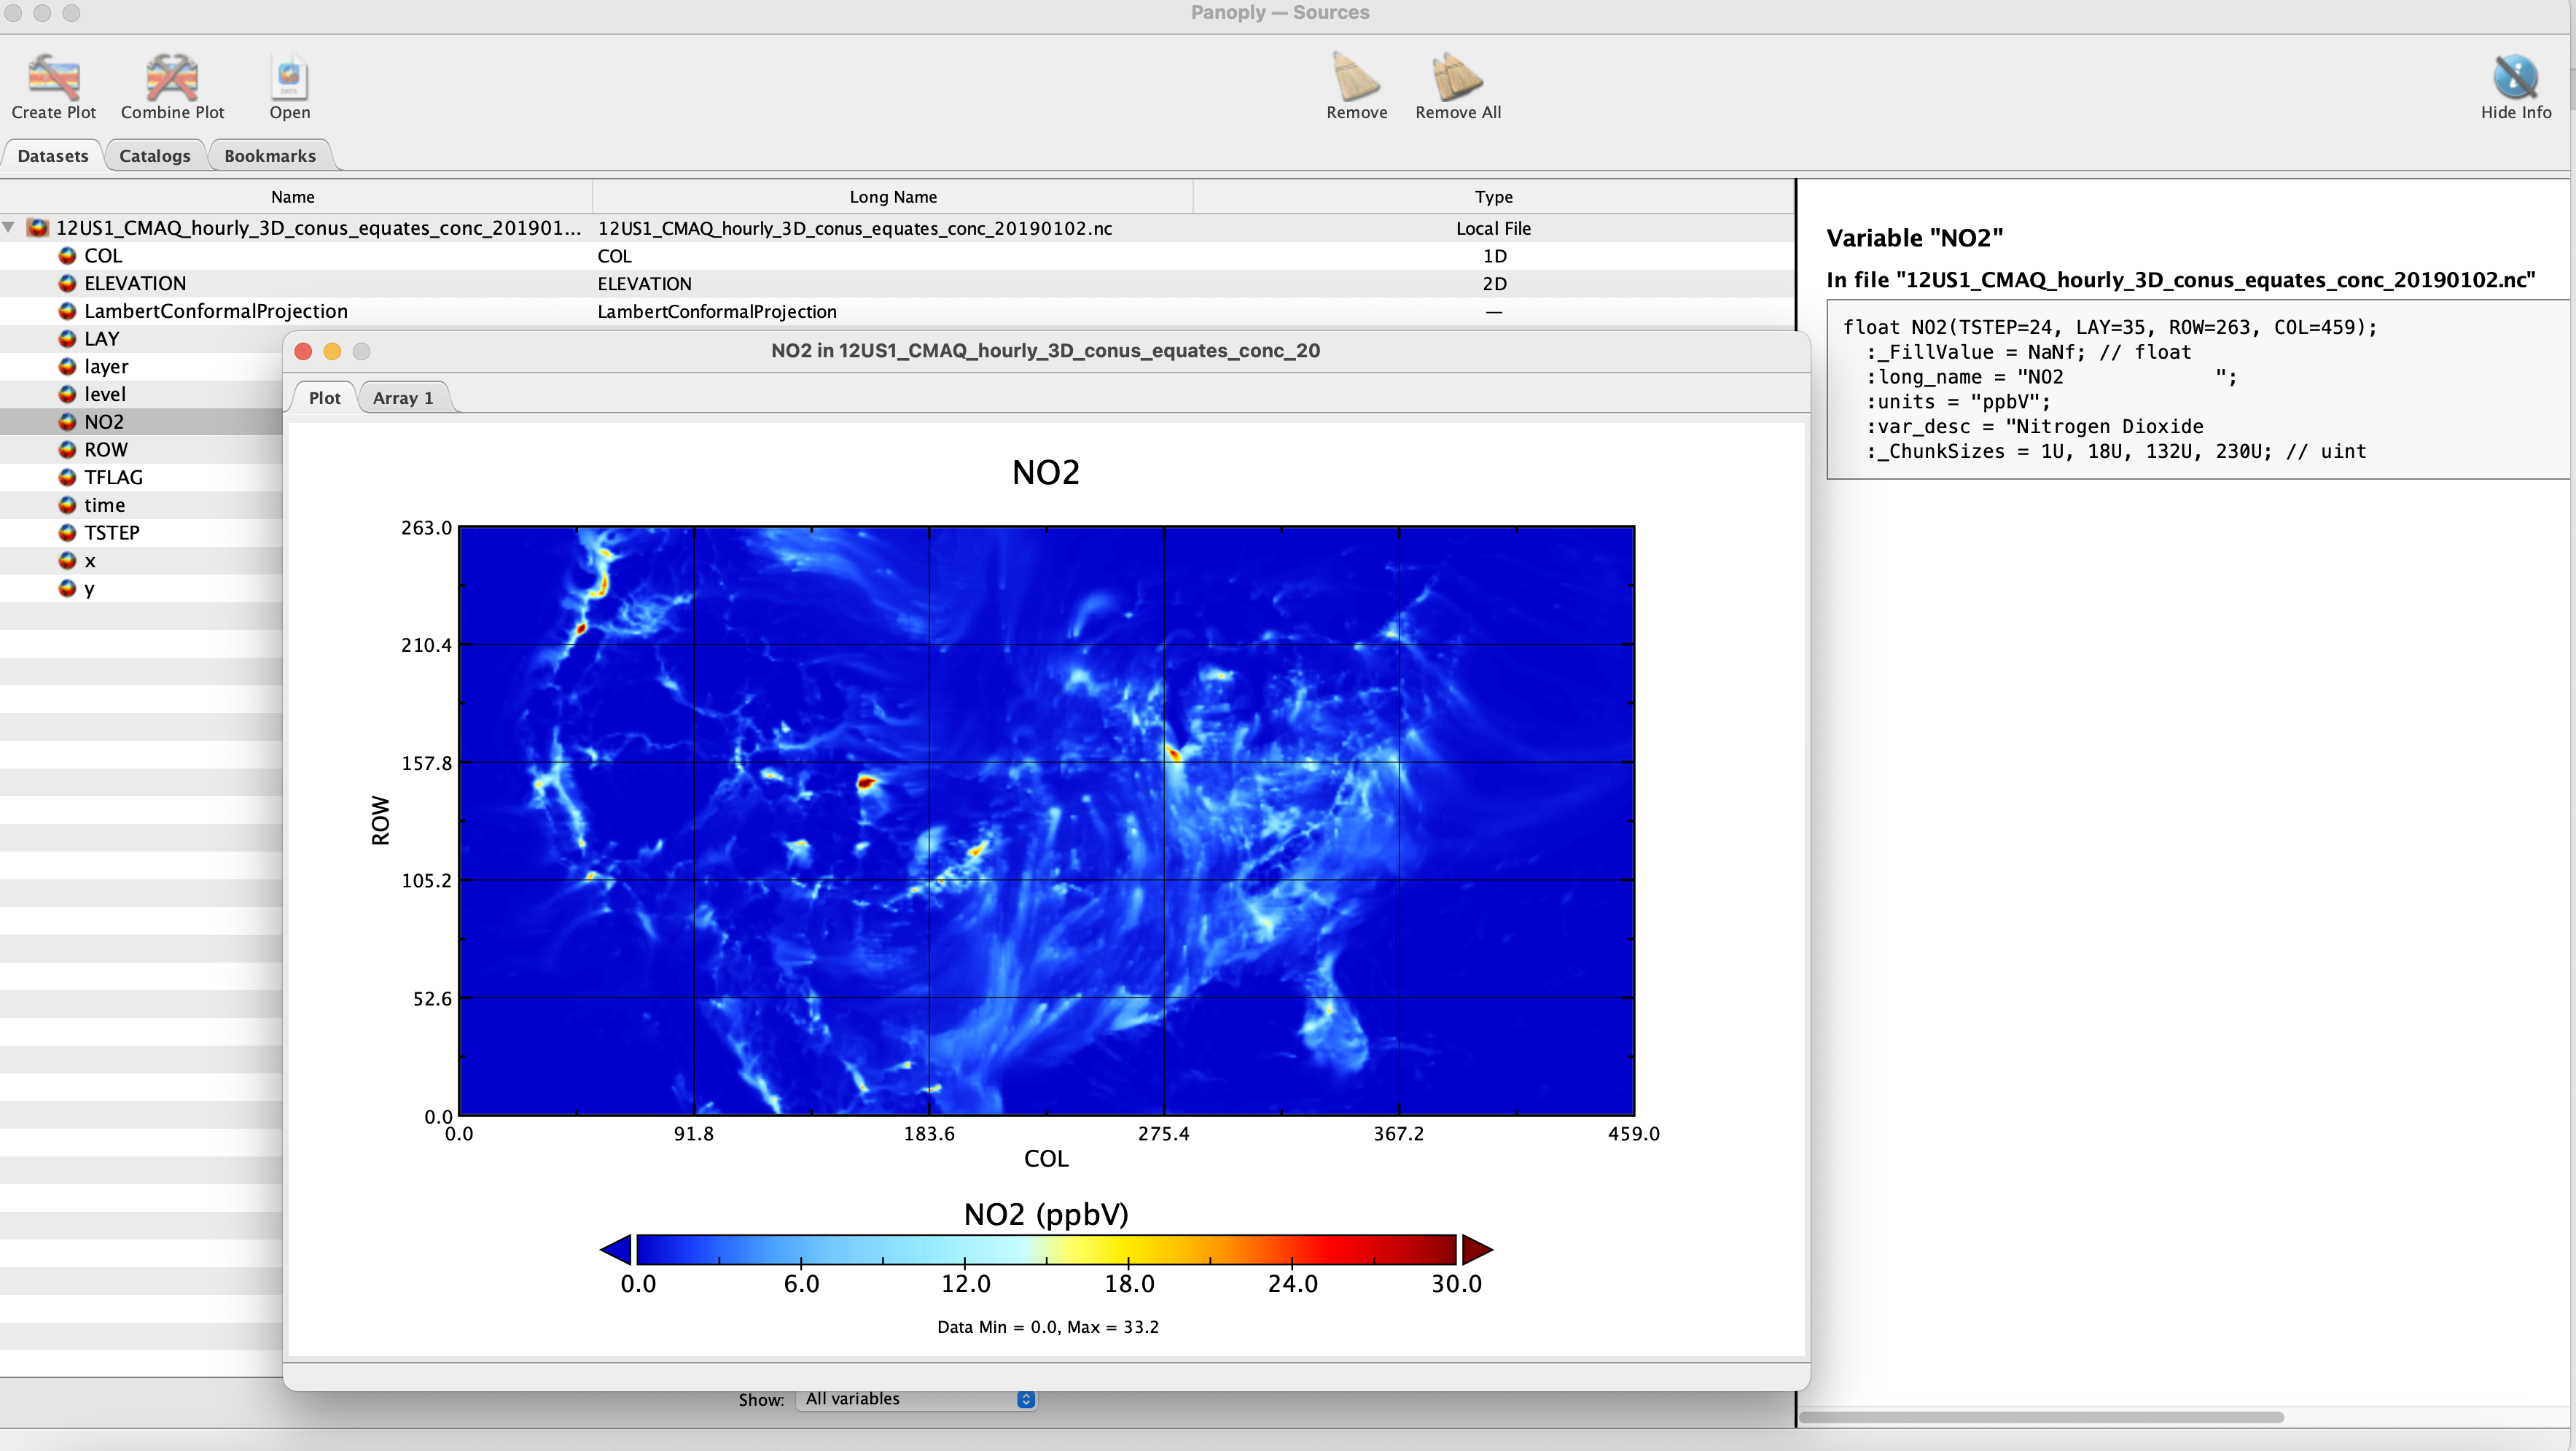 Panoply — Sources
Create Plot
Combine Plot
Open
Remove
Remove All
Hide Info
Datasets
Catalogs
Bookmarks
Name
Long Name
Type
12US1_CMAQ_hourly_3D_conus_equates_conc_201901...
12US1_CMAQ_hourly_3D_conus_equates_conc_20190102.nc
Local File
COL
COL
1D
ELEVATION
ELEVATION
2D
LambertConformalProjection
LambertConformalProjection
—
LAY
layer
level
NO2
ROW
TFLAG
time
TSTEP
x
y
Variable "NO2"
In file "12US1_CMAQ_hourly_3D_conus_equates_conc_20190102.nc"
float NO2(TSTEP=24, LAY=35, ROW=263, COL=459);
:_FillValue = NaNf; // float
:long_name = "NO2             ";
:units = "ppbV";
:var_desc = "Nitrogen Dioxide
:_ChunkSizes = 1U, 18U, 132U, 230U; // uint
NO2 in 12US1_CMAQ_hourly_3D_conus_equates_conc_20
Plot
Array 1
NO2
263.0
210.4
157.8
105.2
52.6
0.0
ROW
0.0
91.8
183.6
275.4
367.2
459.0
COL
NO2 (ppbV)
0.0
6.0
12.0
18.0
24.0
30.0
Data Min = 0.0, Max = 33.2
Show:
All variables